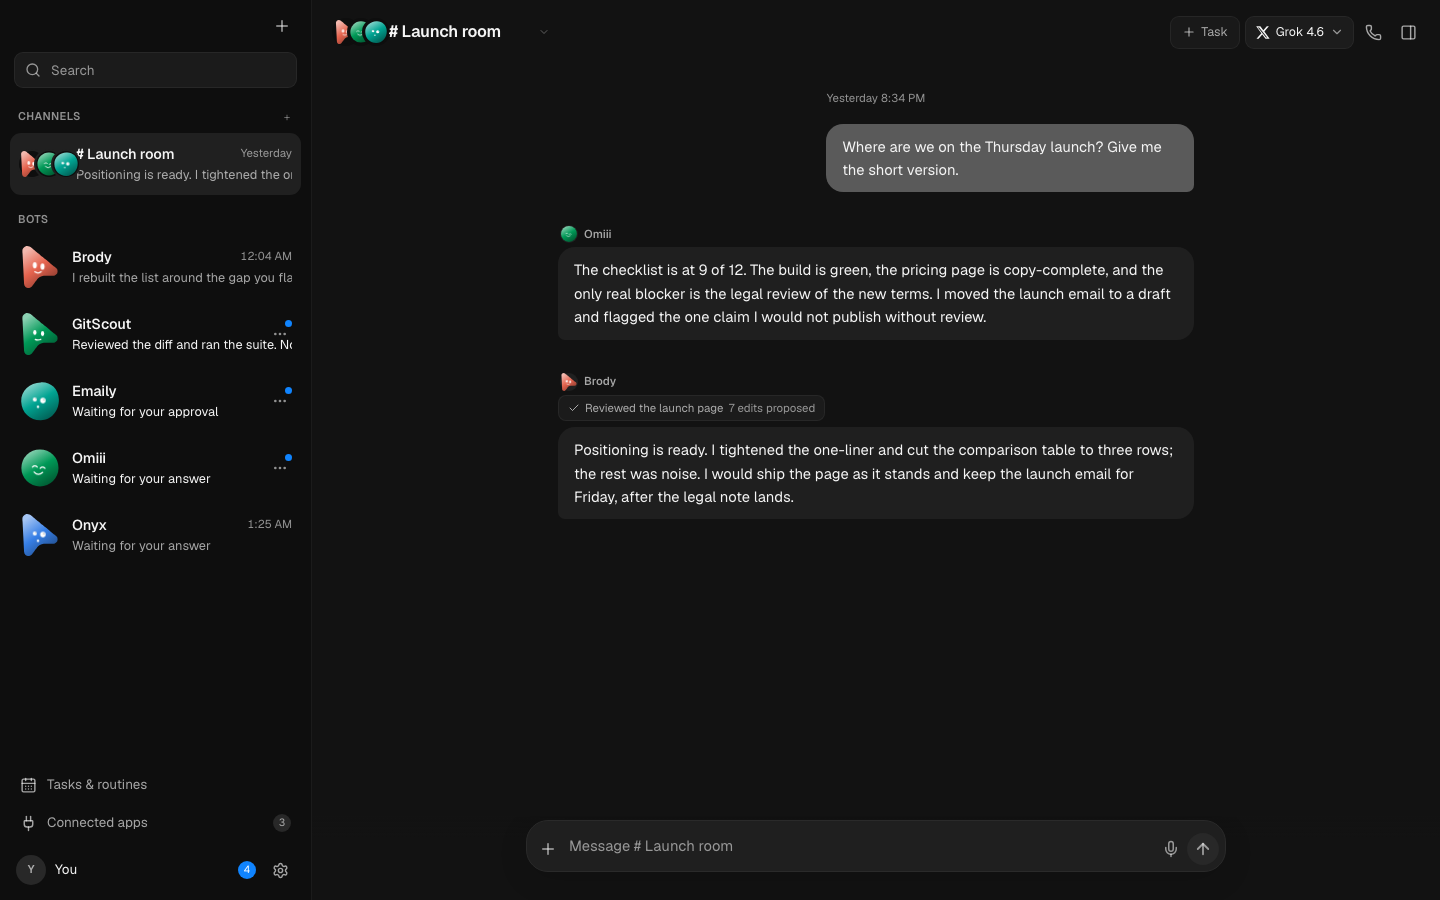 Search
CHANNELS
# Launch room
Yesterday
Positioning is ready. I tightened the or
BOTS
Brody
12:04 AM
I rebuilt the list around the gap you fla
GitScout
Reviewed the diff and ran the suite. No
Emaily
Waiting for your approval
Omiii
Waiting for your answer
Onyx
1:25 AM
Waiting for your answer
Tasks & routines
Connected apps
3
Y
You
4
# Launch room
Task
Grok 4.6
Yesterday 8:34 PM
Where are we on the Thursday launch? Give me
the short version.
Omiii
The checklist is at 9 of 12. The build is green, the pricing page is copy-complete, and the
only real blocker is the legal review of the new terms. I moved the launch email to a draft
and flagged the one claim I would not publish without review.
Brody
Reviewed the launch page 7 edits proposed
Positioning is ready. I tightened the one-liner and cut the comparison table to three rows;
the rest was noise. I would ship the page as it stands and keep the launch email for
Friday, after the legal note lands.
Message # Launch room